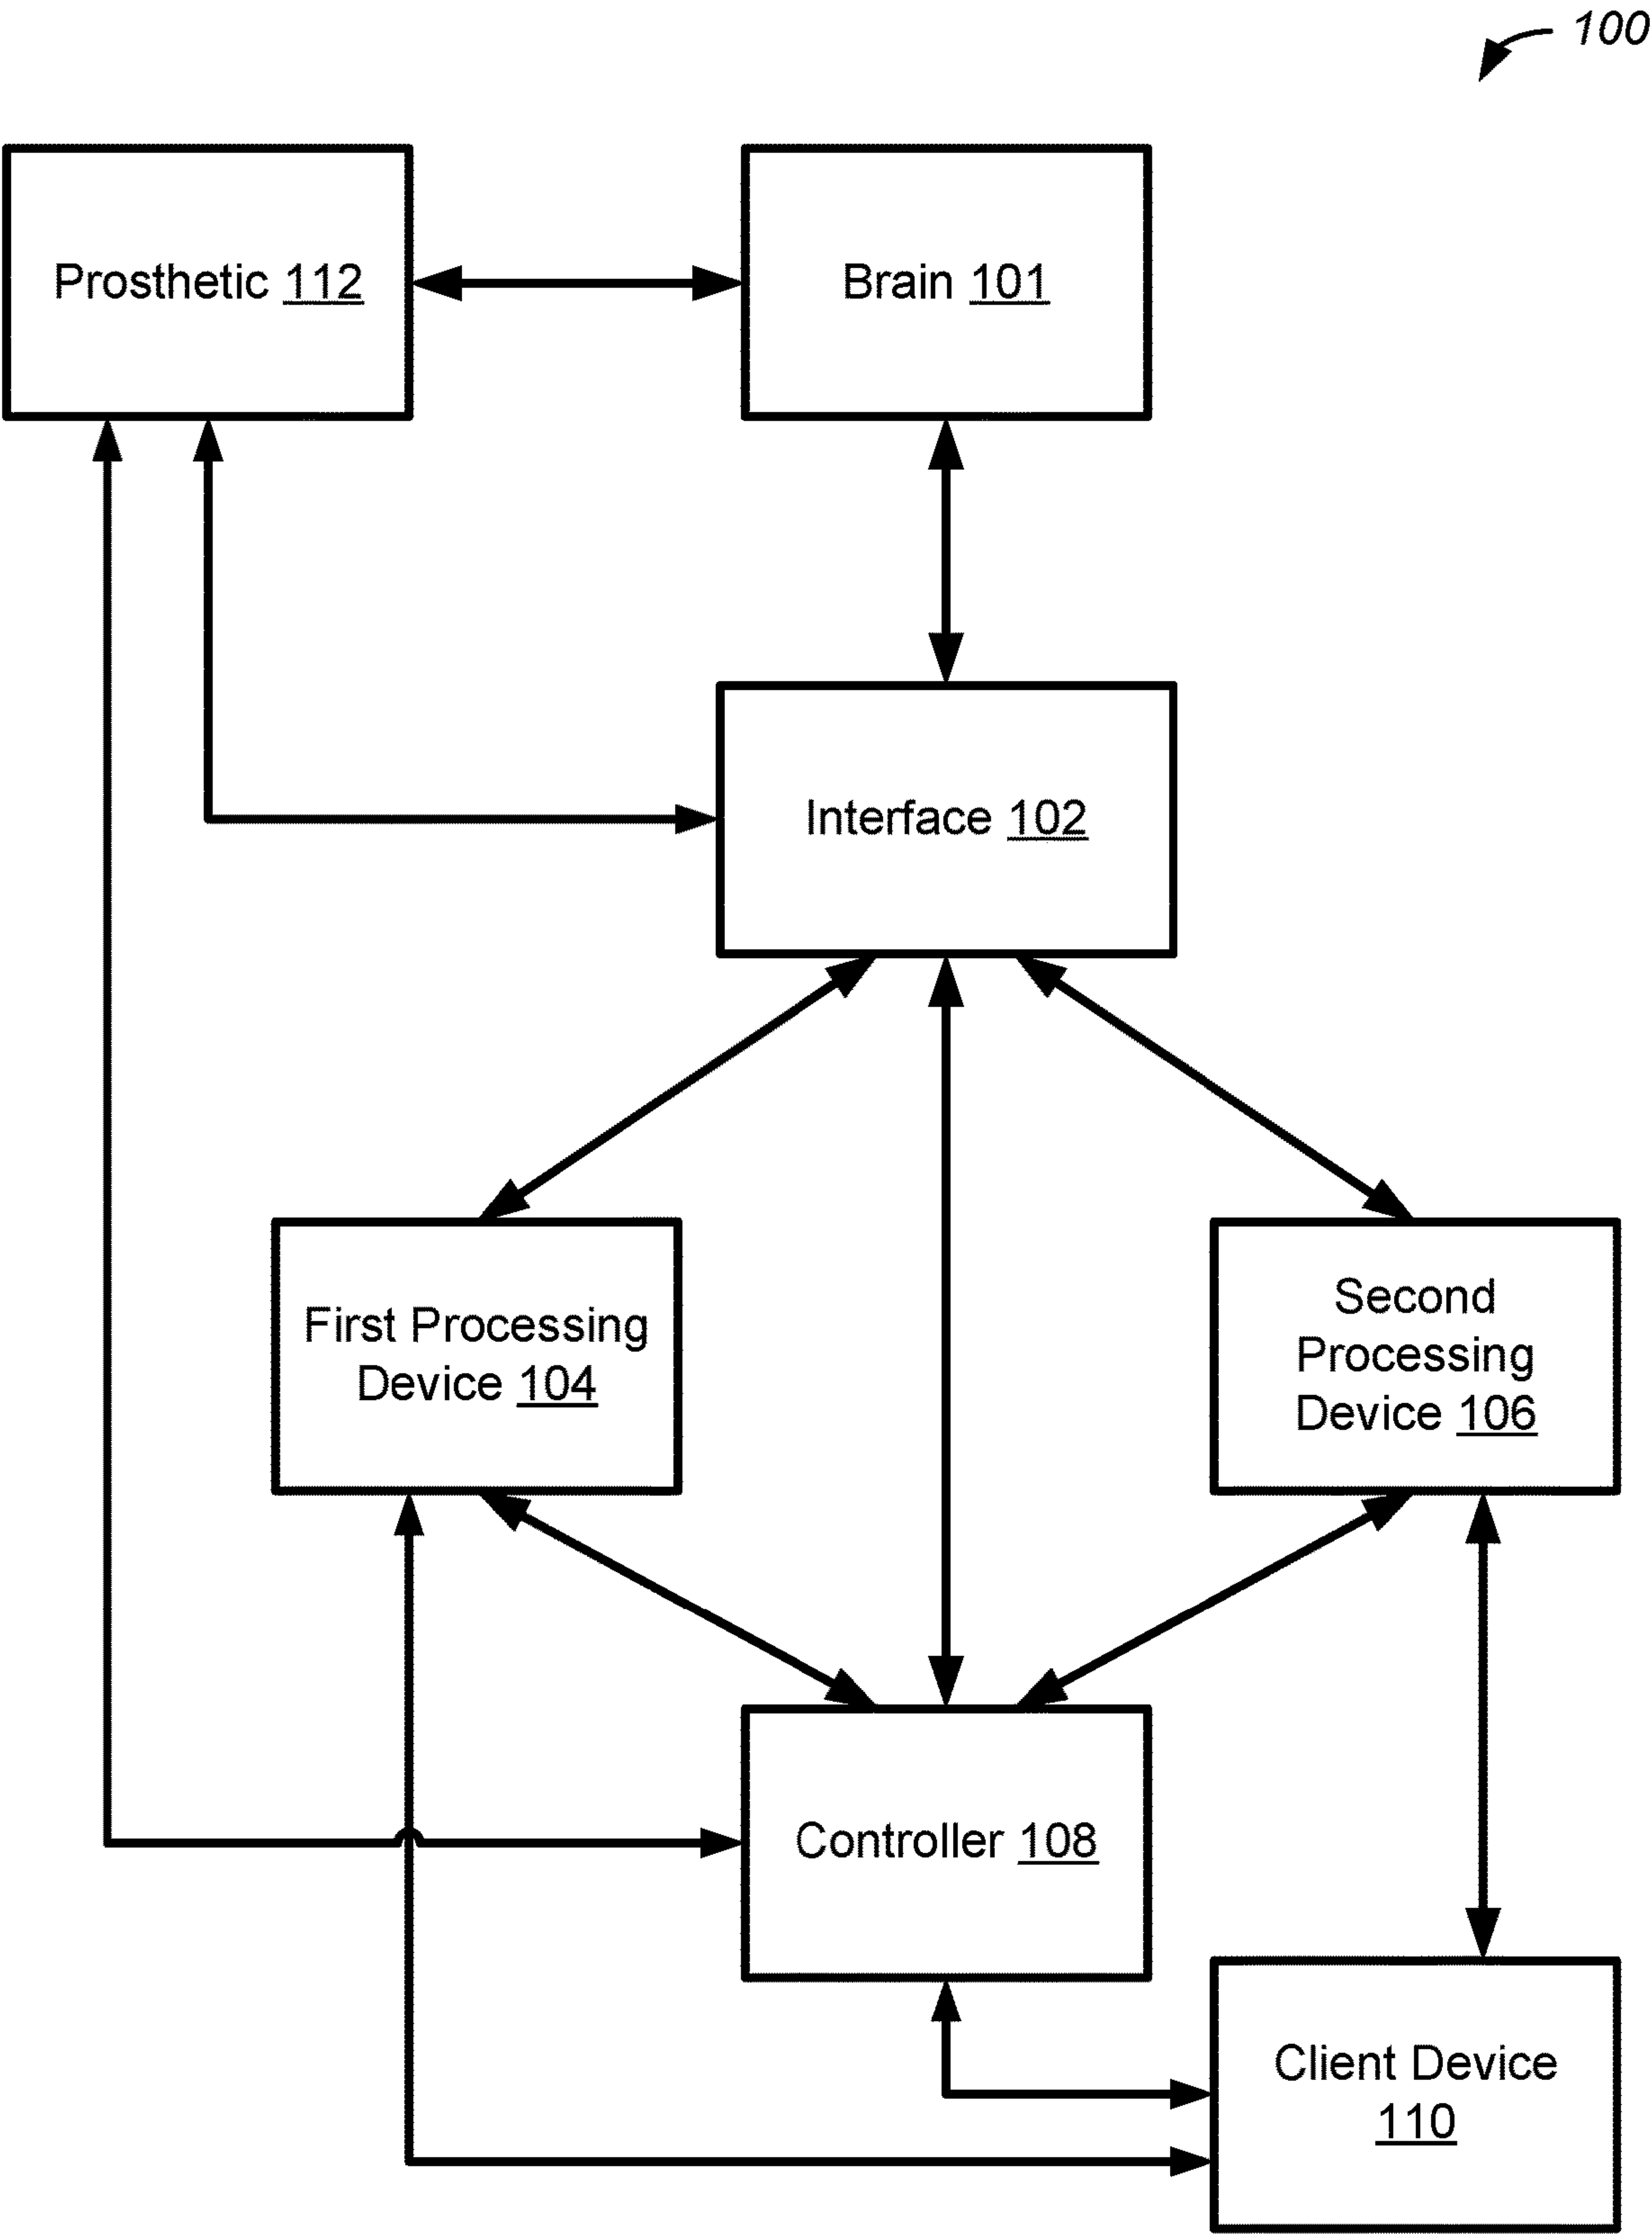 100
Prosthetic 112
Brain 101
Interface 102
First Processing
Device 104
Second
Processing
Device 106
Controller 108
Client Device
110